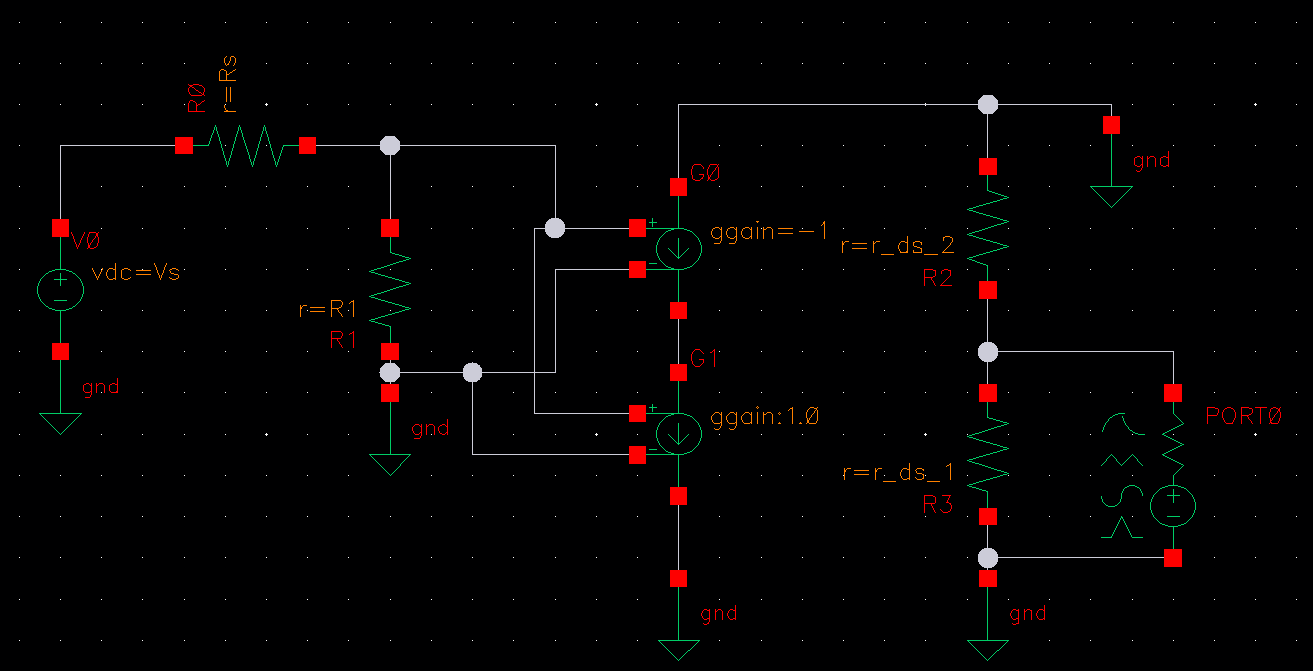 R0
r=Rs
V0
vdc=Vs
gnd
r=R1
R1
gnd
G0
ggain=-1
G1
ggain:1.0
gnd
gnd
r=r_ds_2
R2
r=r_ds_1
R3
PORT0
gnd